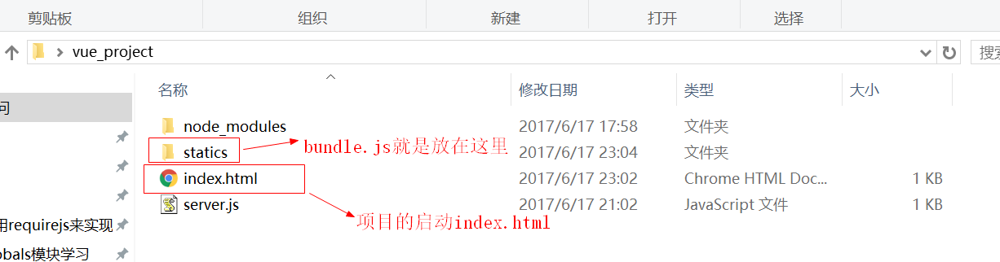 剪贴板 组织 新建 打开 选择
vue_project 搜索
名称 修改日期 类型 大小
问
node_modules 2017/6/17 17:58 文件夹
statics 2017/6/17 23:04 文件夹
bundle.js就是放在这里
index.html 2017/6/17 23:02 Chrome HTML Doc... 1 KB
server.js 2017/6/17 21:02 JavaScript 文件 1 KB
项目的启动index.html
用requirejs来实现
obals模块学习